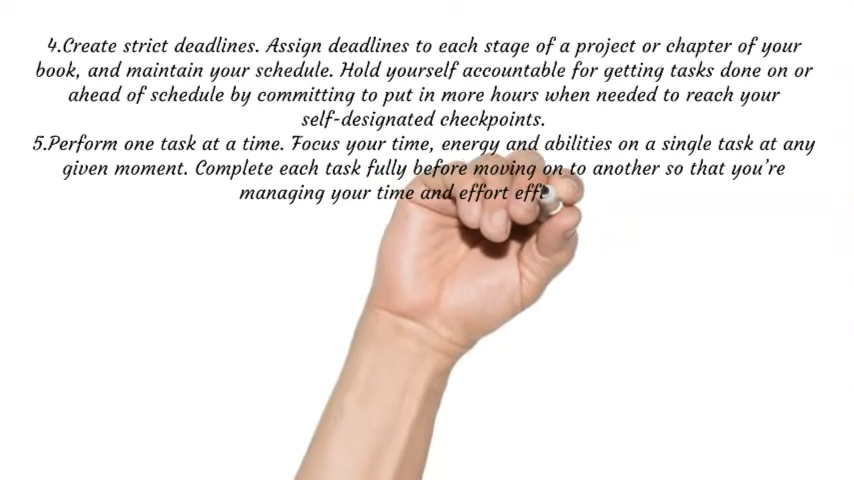 4.Create strict deadlines. Assign deadlines to each stage of a project or chapter of your
book, and maintain your schedule. Hold yourself accountable for getting tasks done on or
ahead of schedule by committing to put in more hours when needed to reach your
self-designated checkpoints.
5.Perform one task at a time. Focus your time, energy and abilities on a single task at any
given moment. Complete each task fully before moving on to another so that you're
managing your time and effort